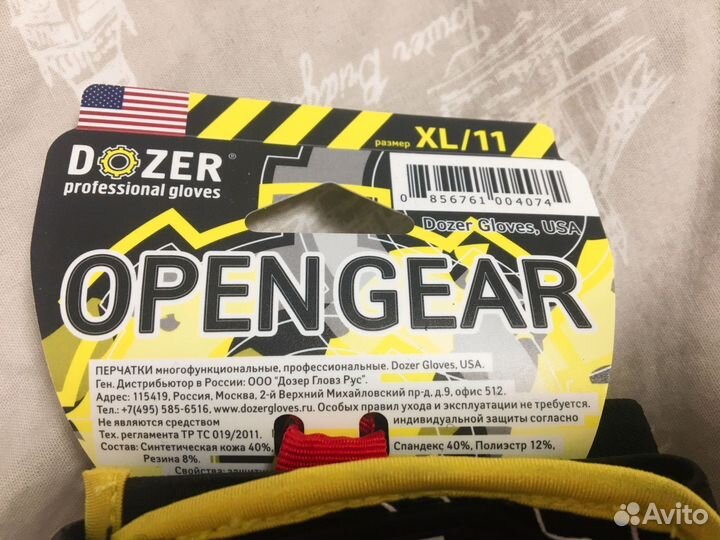 DOZER®
professional gloves
размер XL/11
0 856761 004074
Dozer Gloves, USA
OPEN GEAR
ПЕРЧАТКИ многофункциональные, профессиональные. Dozer Gloves, USA.
Ген. Дистрибьютор в России: ООО "Дозер Гловз Рус".
Адрес: 115419, Россия, Москва, 2-й Верхний Михайловский пр-д, д.9, офис 512.
Тел.: +7(495) 585-6516, www.dozergloves.ru. Особых правил ухода и эксплуатации не требуется.
Не являются средством индивидуальной защиты согласно
Тех. регламента ТР ТС 019/2011.
Состав: Синтетическая кожа 40%, Спандекс 40%, Полиэстр 12%,
Резина 8%.
Свойства: защита
Avito